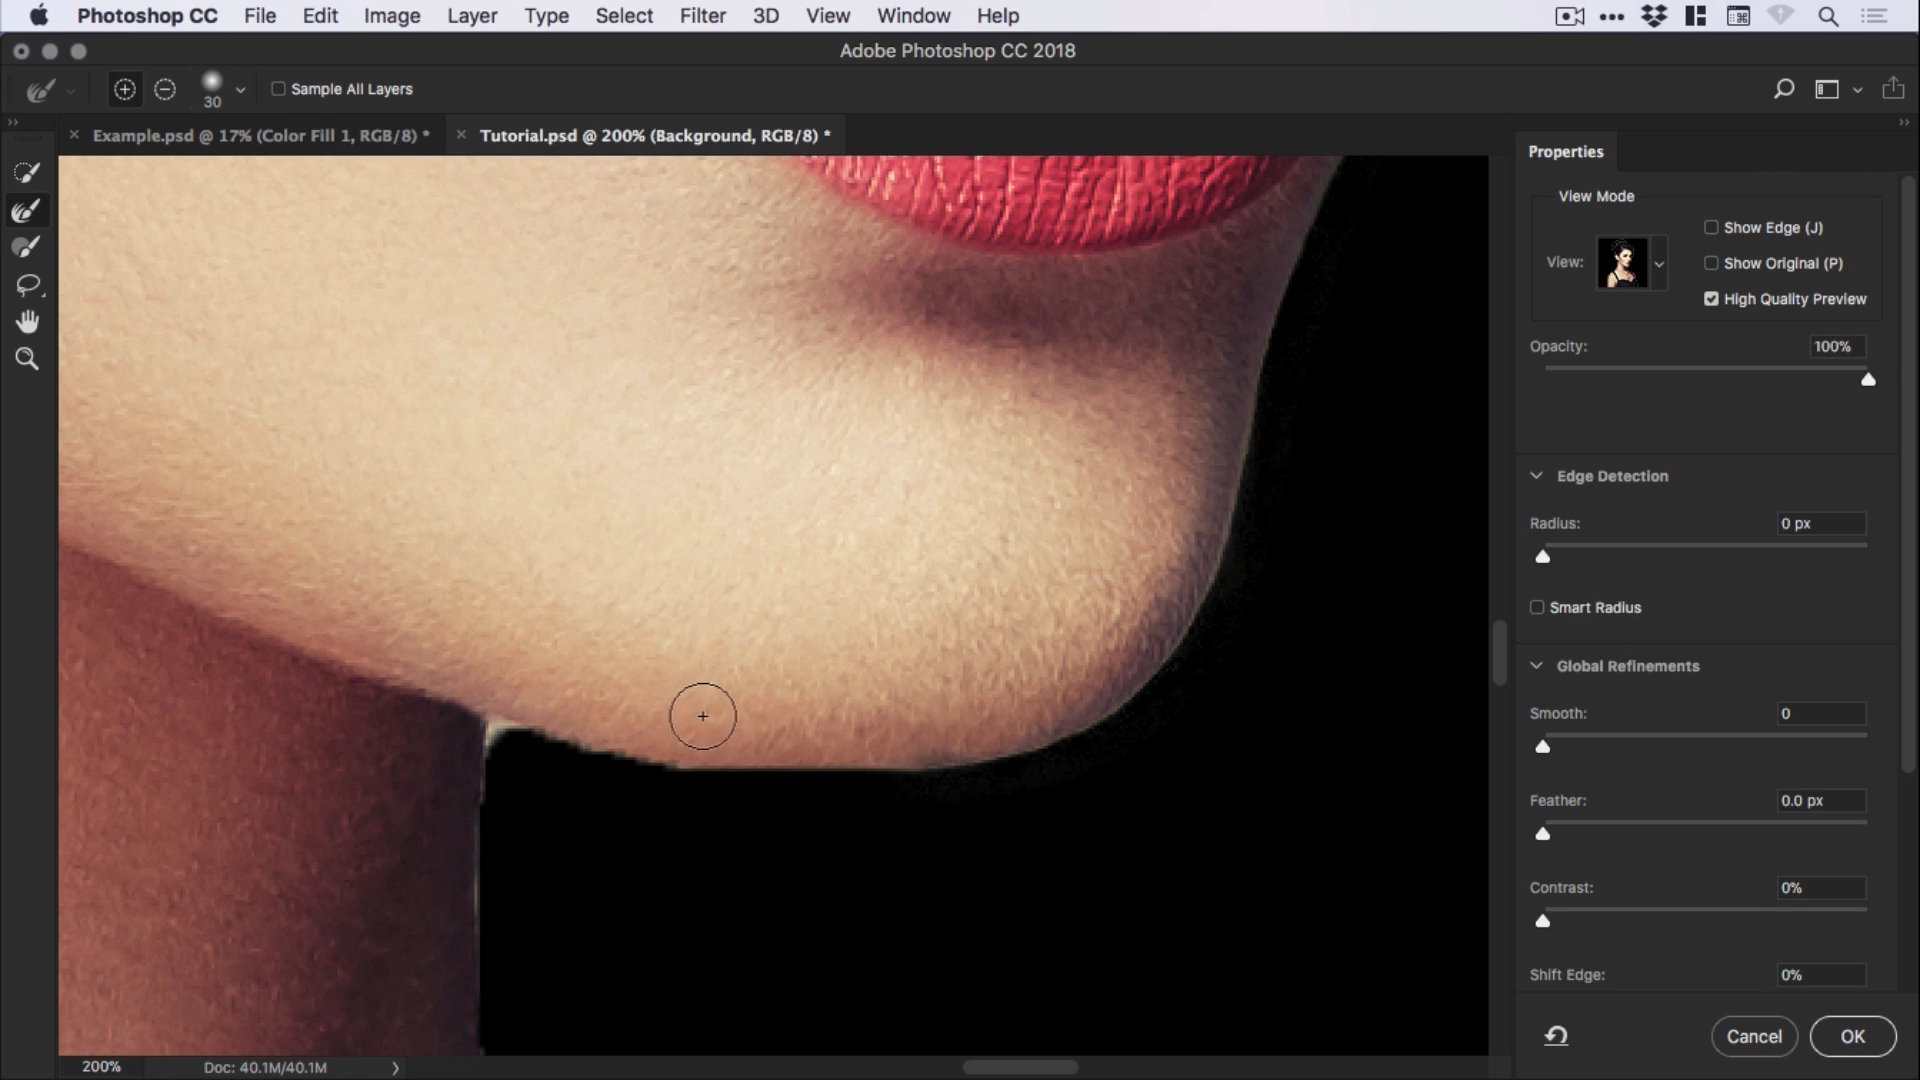 Photoshop CC File Edit Image Layer Type Select Filter 3D View Window Help
Adobe Photoshop CC 2018
30 Sample All Layers
Example.psd @ 17% (Color Fill 1, RGB/8) * Tutorial.psd @ 200% (Background, RGB/8) *
Properties
View Mode
Show Edge (J)
View:
Show Original (P)
High Quality Preview
Opacity: 100%
Edge Detection
Radius: 0 px
Smart Radius
Global Refinements
Smooth: 0
Feather: 0.0 px
Contrast: 0%
Shift Edge: 0%
Cancel OK
200% Doc: 40.1M/40.1M